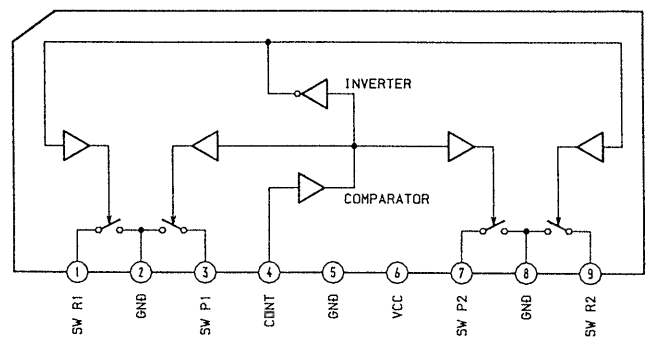 INVERTER
COMPARATOR
1 2 3 4 5 6 7 8 9
SW R1
GND
SW P1
CONT
GND
VCC
SW P2
GND
SW R2